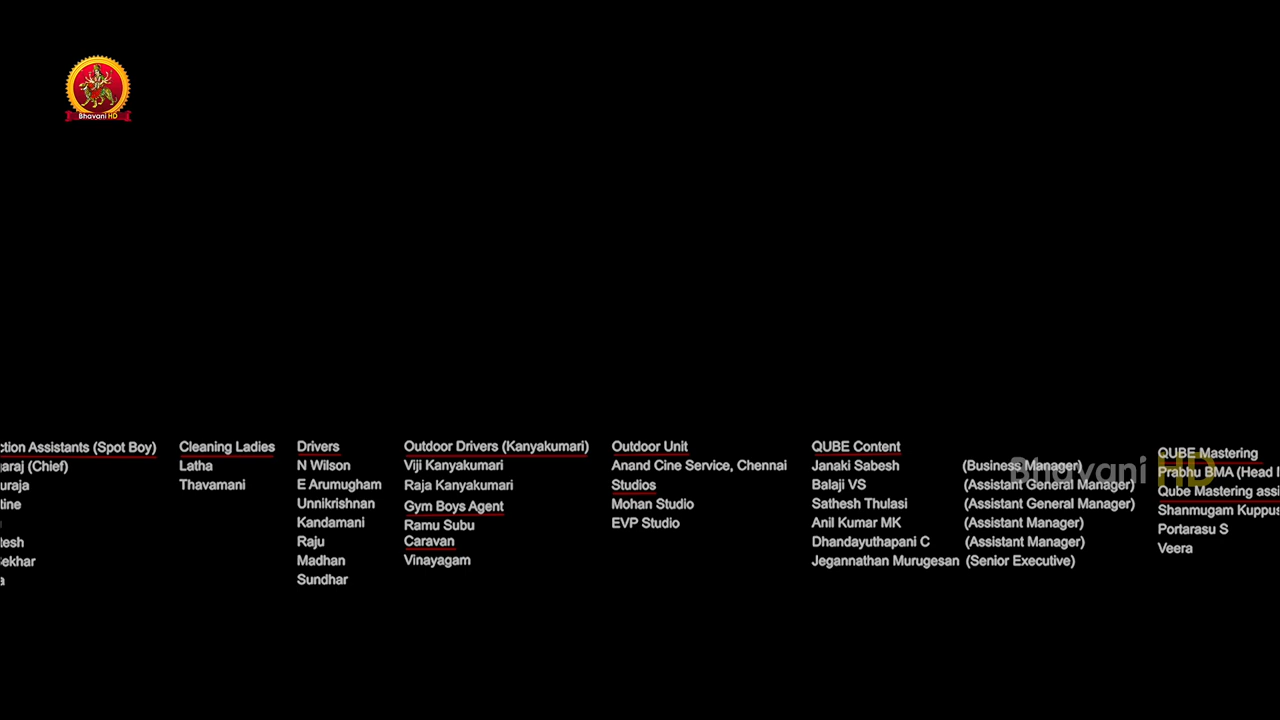 Bhavani HD
ction Assistants (Spot Boy)
araj (Chief)
uraja
tine
tesh
ekhar
a
Cleaning Ladies
Latha
Thavamani
Drivers
N Wilson
E Arumugham
Unnikrishnan
Kandamani
Raju
Madhan
Sundhar
Outdoor Drivers (Kanyakumari)
Viji Kanyakumari
Raja Kanyakumari
Gym Boys Agent
Ramu Subu
Caravan
Vinayagam
Outdoor Unit
Anand Cine Service, Chennai
Studios
Mohan Studio
EVP Studio
QUBE Content
Janaki Sabesh (Business Manager)
Balaji VS (Assistant General Manager)
Sathesh Thulasi (Assistant General Manager)
Anil Kumar MK (Assistant Manager)
Dhandayuthapani C (Assistant Manager)
Jegannathan Murugesan (Senior Executive)
Bhavani HD
QUBE Mastering
Prabhu BMA (Head
Qube Mastering assi
Shanmugam Kuppus
Portarasu S
Veera